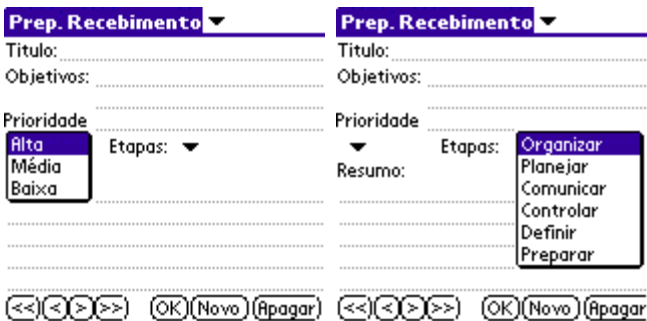 Prep. Recebimento
Titulo:
Objetivos:
Prioridade
Alta
Etapas:
Média
Baixa
<< < > >> OK Novo Apagar
Prep. Recebimento
Titulo:
Objetivos:
Prioridade
Etapas:
Organizar
Resumo:
Planejar
Comunicar
Controlar
Definir
Preparar
<< < > >> OK Novo Apagar